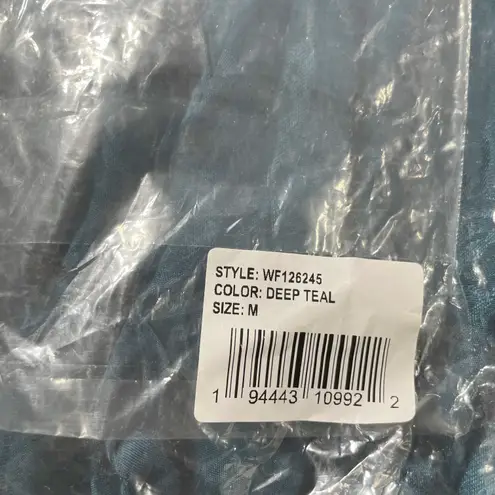 STYLE: WF126245
COLOR: DEEP TEAL
SIZE: M
1 94443 10992 2